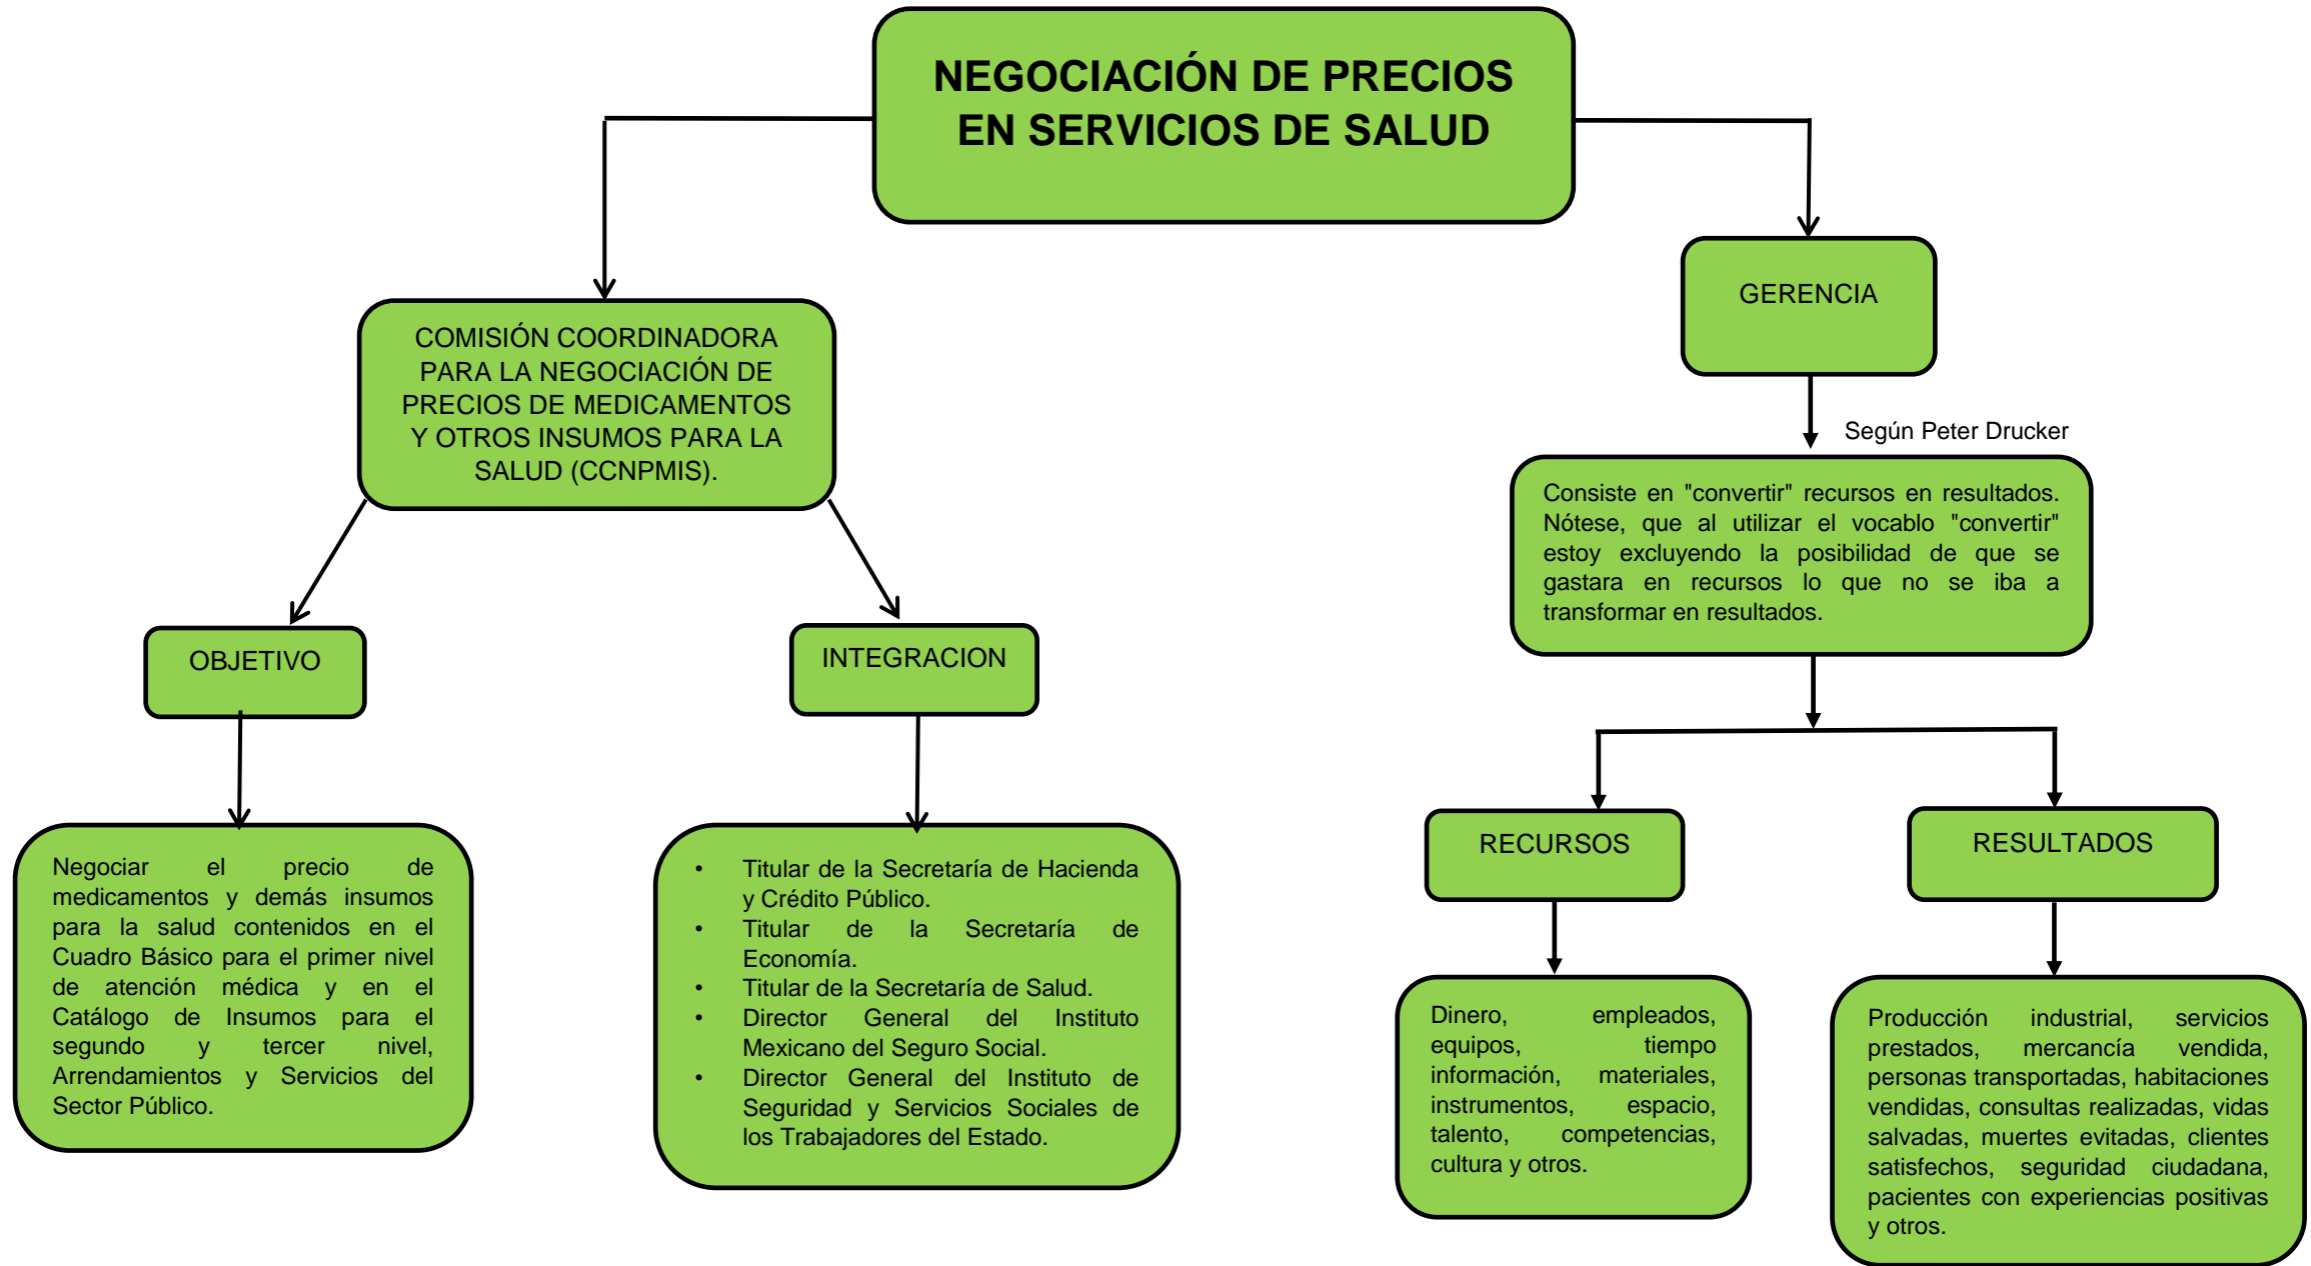 NEGOCIACIÓN DE PRECIOS
EN SERVICIOS DE SALUD
COMISIÓN COORDINADORA
PARA LA NEGOCIACIÓN DE
PRECIOS DE MEDICAMENTOS
Y OTROS INSUMOS PARA LA
SALUD (CCNPMIS).
OBJETIVO
Negociar el precio de
medicamentos y demás insumos
para la salud contenidos en el
Cuadro Básico para el primer nivel
de atención médica y en el
Catálogo de Insumos para el
segundo y tercer nivel,
Arrendamientos y Servicios del
Sector Público.
INTEGRACION
• Titular de la Secretaría de Hacienda
y Crédito Público.
• Titular de la Secretaría de
Economía.
• Titular de la Secretaría de Salud.
• Director General del Instituto
Mexicano del Seguro Social.
• Director General del Instituto de
Seguridad y Servicios Sociales de
los Trabajadores del Estado.
GERENCIA
Según Peter Drucker
Consiste en "convertir" recursos en resultados.
Nótese, que al utilizar el vocablo "convertir"
estoy excluyendo la posibilidad de que se
gastara en recursos lo que no se iba a
transformar en resultados.
RECURSOS
Dinero, empleados,
equipos, tiempo
información, materiales,
instrumentos, espacio,
talento, competencias,
cultura y otros.
RESULTADOS
Producción industrial, servicios
prestados, mercancía vendida,
personas transportadas, habitaciones
vendidas, consultas realizadas, vidas
salvadas, muertes evitadas, clientes
satisfechos, seguridad ciudadana,
pacientes con experiencias positivas
y otros.